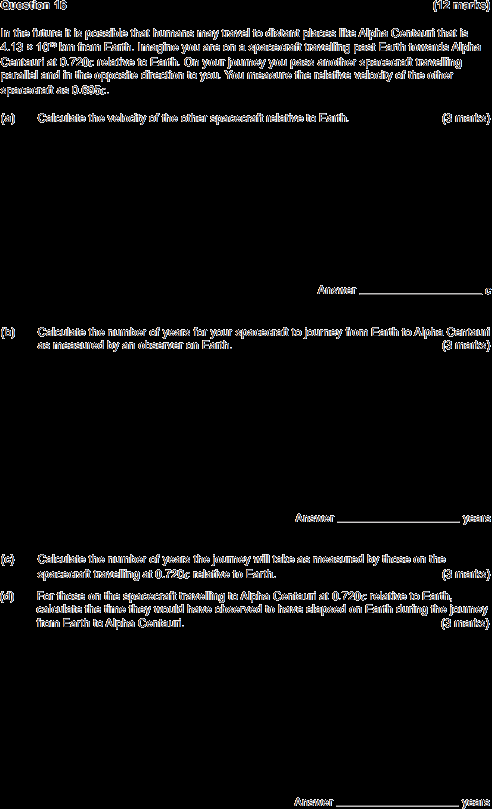 Question 16 (12 marks)
In the future it is possible that humans may travel to distant places like Alpha Centauri that is
4.13 × 10¹³ km from Earth. Imagine you are on a spacecraft travelling past Earth towards Alpha
Centauri at 0.720c relative to Earth. On your journey you pass another spacecraft travelling
parallel and in the opposite direction to you. You measure the relative velocity of the other
spacecraft as 0.695c.
(a) Calculate the velocity of the other spacecraft relative to Earth. (3 marks)
Answer ____________ c
(b) Calculate the number of years for your spacecraft to journey from Earth to Alpha Centauri
as measured by an observer on Earth. (3 marks)
Answer ____________ years
(c) Calculate the number of years the journey will take as measured by those on the
spacecraft travelling at 0.720c relative to Earth. (3 marks)
(d) For those on the spacecraft travelling to Alpha Centauri at 0.720c relative to Earth,
calculate the time they would have observed to have elapsed on Earth during the journey
from Earth to Alpha Centauri. (3 marks)
Answer ____________ years